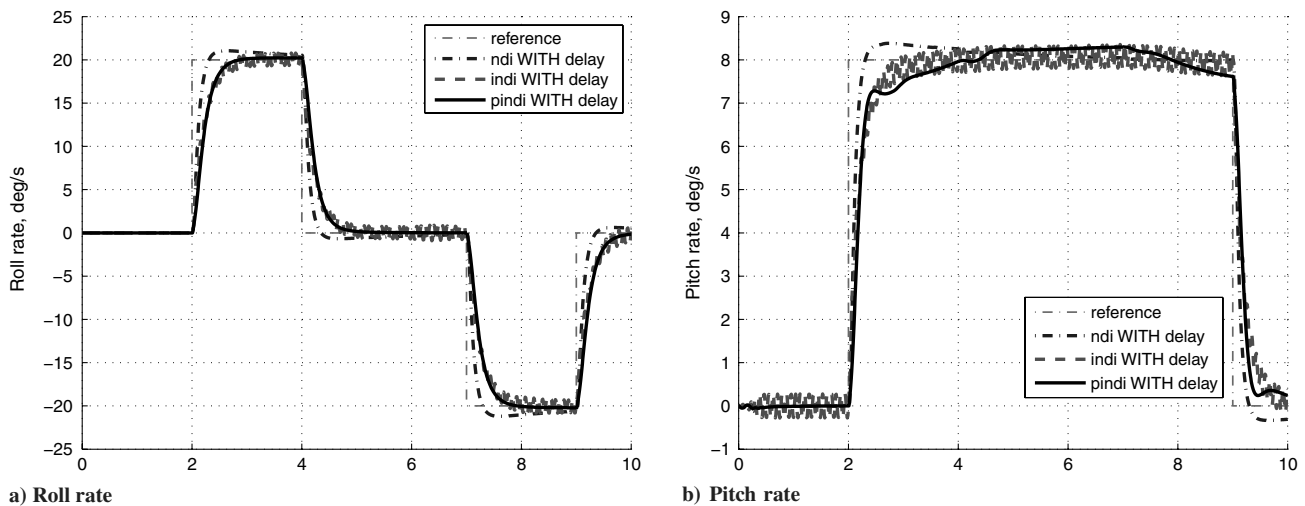 25
20
15
10
5
0
−5
−10
−15
−20
−25
Roll rate, deg/s
0
2
4
6
8
10
reference
ndi WITH delay
indi WITH delay
pindi WITH delay
a) Roll rate
9
8
7
6
5
4
3
2
1
0
−1
Pitch rate, deg/s
0
2
4
6
8
10
reference
ndi WITH delay
indi WITH delay
pindi WITH delay
b) Pitch rate